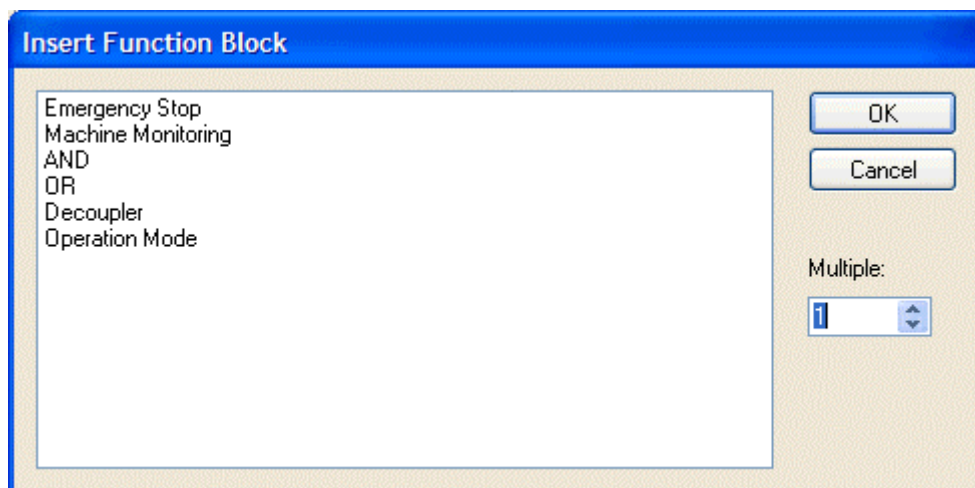 Insert Function Block
Emergency Stop
Machine Monitoring
AND
OR
Decoupler
Operation Mode
OK
Cancel
Multiple:
1